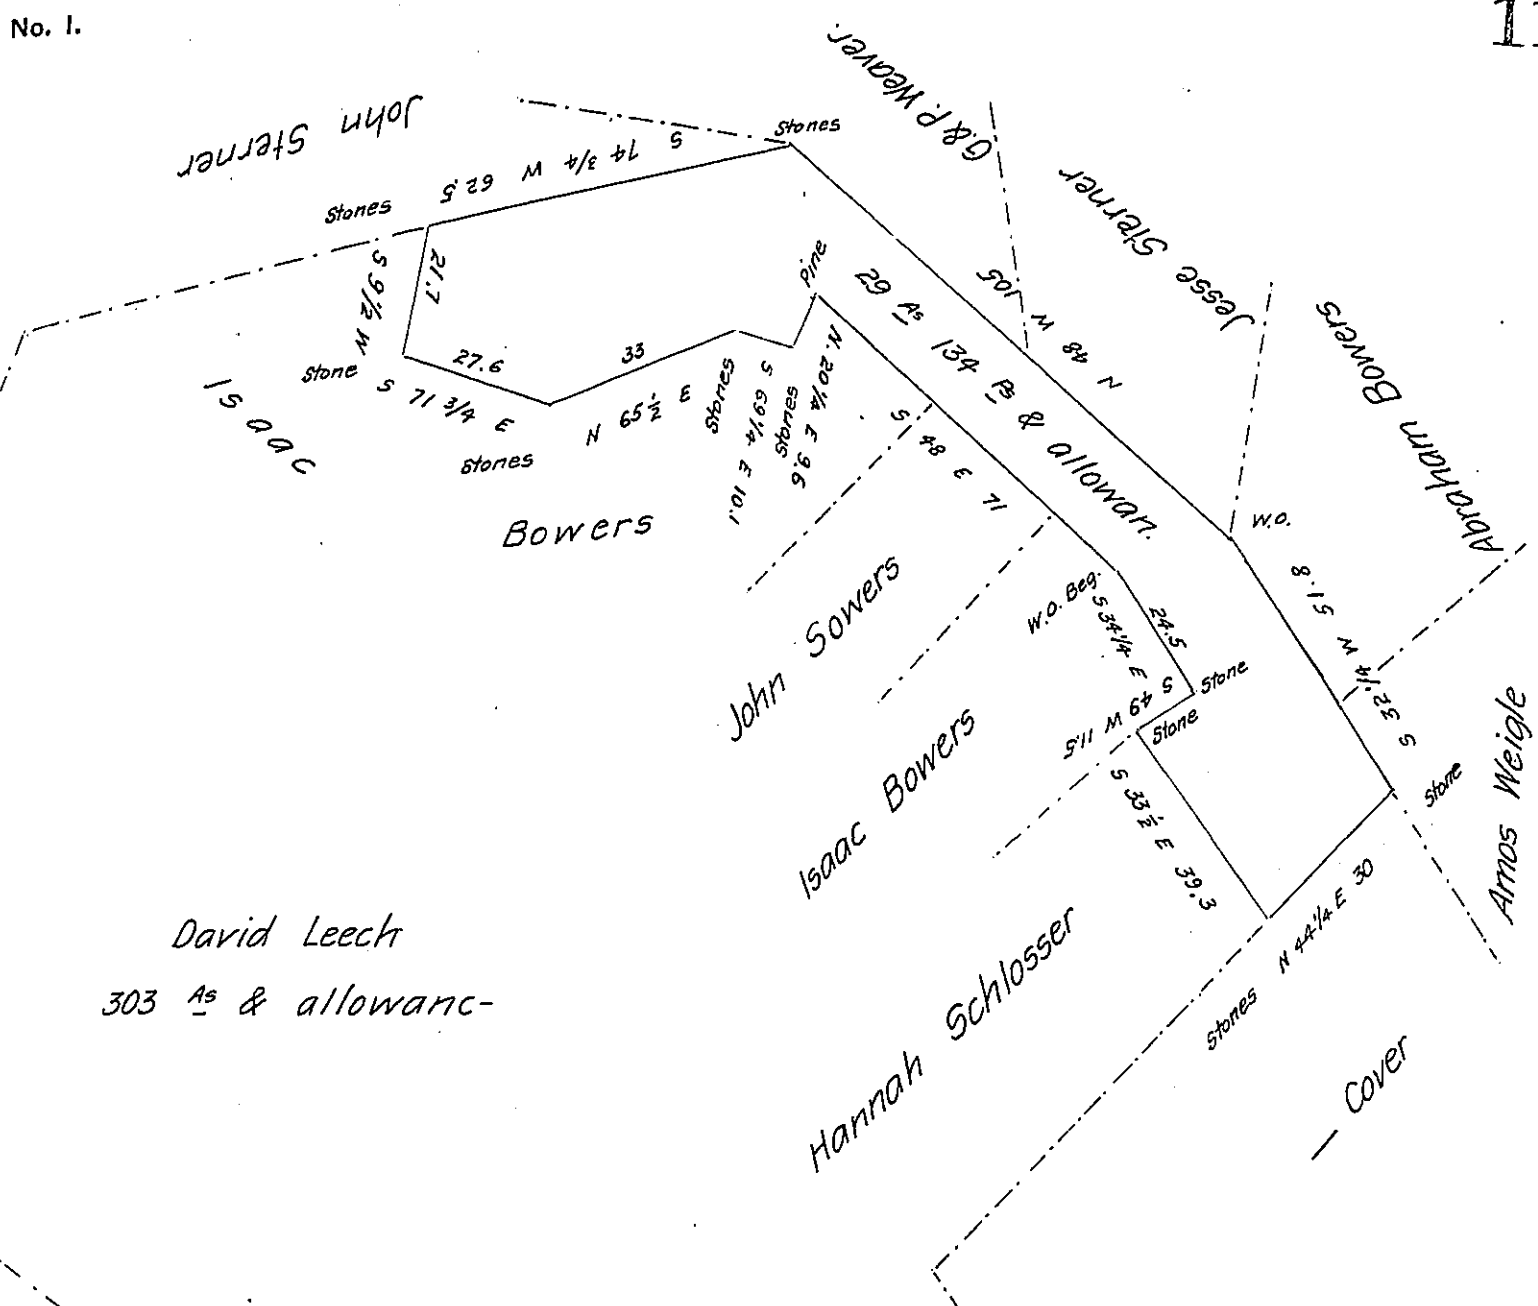 No. 1.
11
John Sterner
G. & P. Weaver.
Jesse Sterner
Abraham Bowers
Stones
S 74 3/4 W 62.5
Stones
S 9 1/2 W
21.7
Stone
S 71 3/4 E
27.6
Stones
N 65 1/2 E
33
Stones
S 69 1/4 E 10.1
Stones
N. 20 1/4 E 9.6
Pine
29 As 134 Ps & allowan.
N 48 W 105
S 48 E 71
W.O.
S 32 1/4 W 51.8
W.O. Beg.
S 34 1/4 E
24.5
Stone
S 49 W 11.5
Stone
S 33 1/2 E 39.3
Stone
N 44 1/4 E 30
Stones
Isaac
Bowers
John Sowers
Isaac Bowers
Hannah Schlosser
Amos Weigle
— Cover
David Leech
303 As & allowanc-